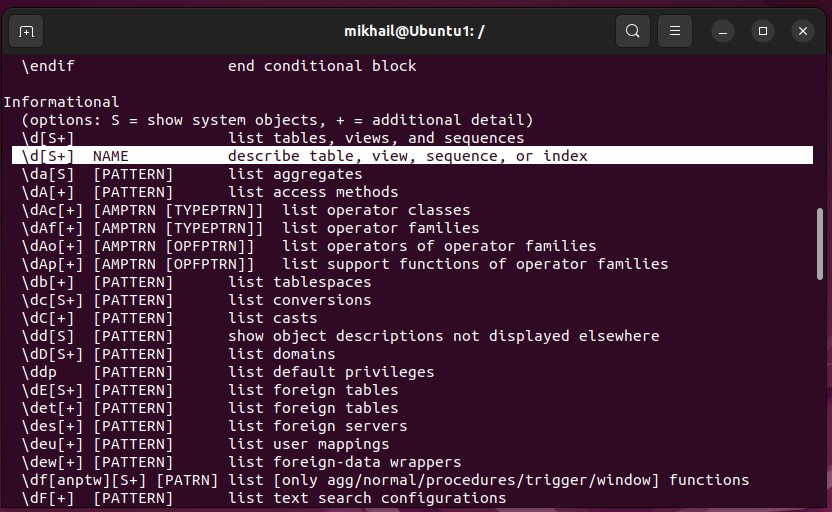 mikhail@Ubuntu1: /
\endif end conditional block
Informational
(options: S = show system objects, + = additional detail)
\d[S+] list tables, views, and sequences
\d[S+] NAME describe table, view, sequence, or index
\da[S] [PATTERN] list aggregates
\dA[+] [PATTERN] list access methods
\dAc[+] [AMPTRN [TYPEPTRN]] list operator classes
\dAf[+] [AMPTRN [TYPEPTRN]] list operator families
\dAo[+] [AMPTRN [OPFPTRN]] list operators of operator families
\dAp[+] [AMPTRN [OPFPTRN]] list support functions of operator families
\db[+] [PATTERN] list tablespaces
\dc[S+] [PATTERN] list conversions
\dC[+] [PATTERN] list casts
\dd[S] [PATTERN] show object descriptions not displayed elsewhere
\dD[S+] [PATTERN] list domains
\ddp [PATTERN] list default privileges
\dE[S+] [PATTERN] list foreign tables
\det[+] [PATTERN] list foreign tables
\des[+] [PATTERN] list foreign servers
\deu[+] [PATTERN] list user mappings
\dew[+] [PATTERN] list foreign-data wrappers
\df[anptw][S+] [PATRN] list [only agg/normal/procedures/trigger/window] functions
\dF[+] [PATTERN] list text search configurations